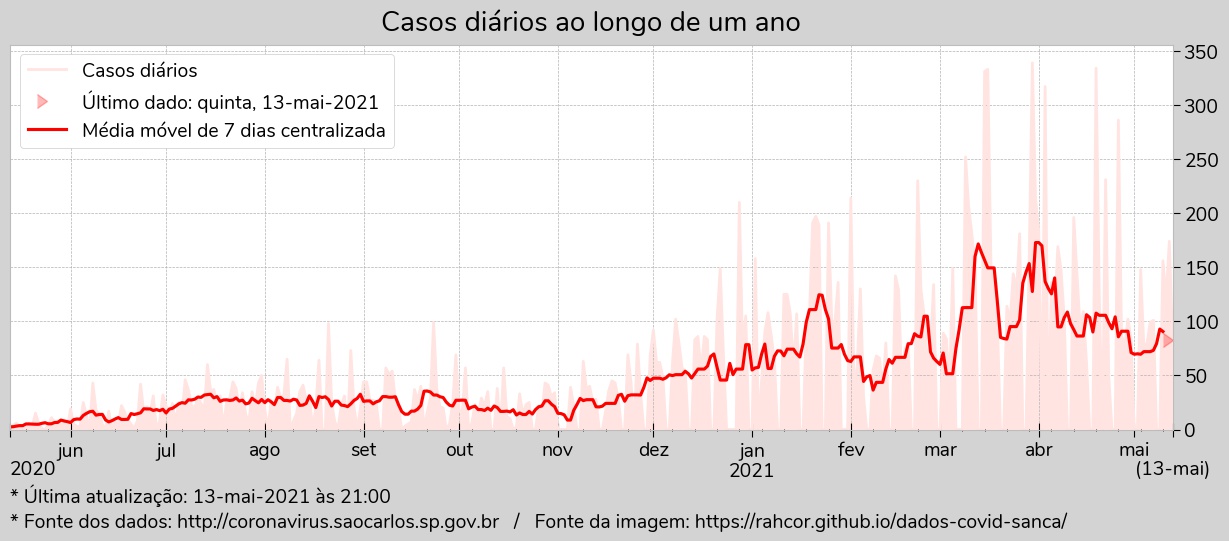 Casos diários ao longo de um ano
Casos diários
Último dado: quinta, 13-mai-2021
Média móvel de 7 dias centralizada
350
300
250
200
150
100
50
0
jun jul ago set out nov dez jan fev mar abr mai
2020 2021 (13-mai)
* Última atualização: 13-mai-2021 às 21:00
* Fonte dos dados: http://coronavirus.saocarlos.sp.gov.br / Fonte da imagem: https://rahcor.github.io/dados-covid-sanca/